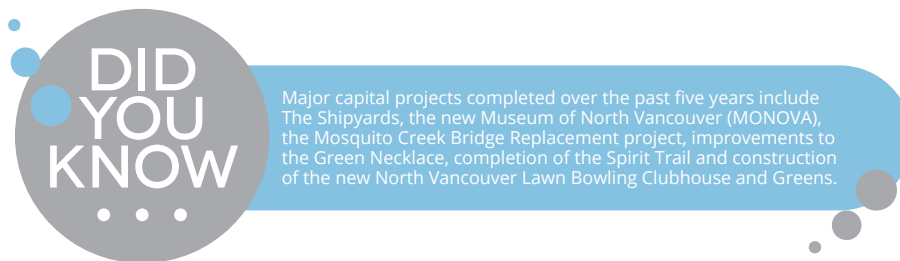 DID
YOU
KNOW
Major capital projects completed over the past five years include
The Shipyards, the new Museum of North Vancouver (MONOVA),
the Mosquito Creek Bridge Replacement project, improvements to
the Green Necklace, completion of the Spirit Trail and construction
of the new North Vancouver Lawn Bowling Clubhouse and Greens.